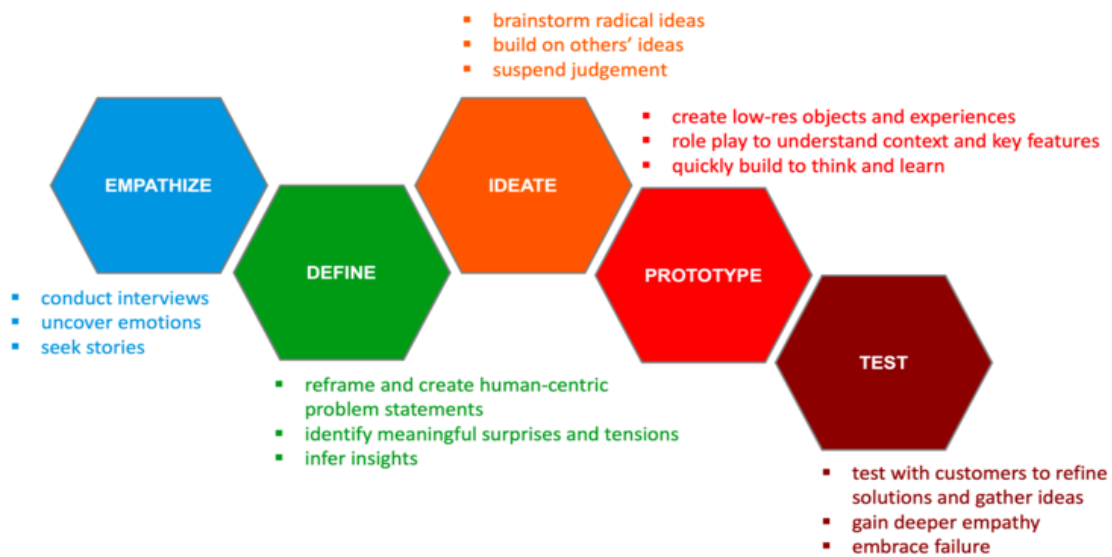 EMPATHIZE
▪ conduct interviews
▪ uncover emotions
▪ seek stories
DEFINE
▪ reframe and create human-centric
problem statements
▪ identify meaningful surprises and tensions
▪ infer insights
▪ brainstorm radical ideas
▪ build on others' ideas
▪ suspend judgement
IDEATE
▪ create low-res objects and experiences
▪ role play to understand context and key features
▪ quickly build to think and learn
PROTOTYPE
TEST
▪ test with customers to refine
solutions and gather ideas
▪ gain deeper empathy
▪ embrace failure